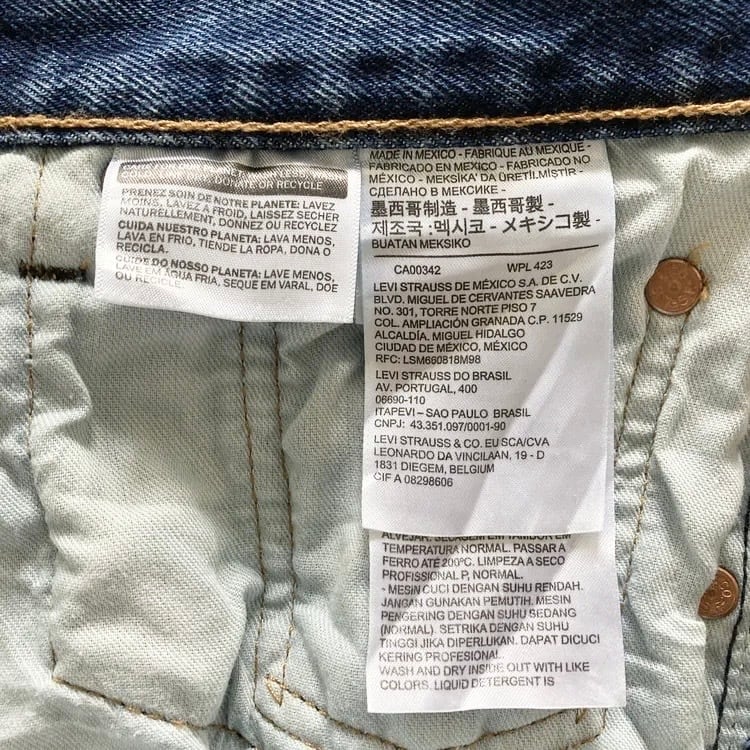 DONATE OR RECYCLE
PRENEZ SOIN DE NOTRE PLANETE: LAVEZ
MOINS, LAVEZ À FROID, LAISSEZ SECHER
NATURELLEMENT, DONNEZ OU RECYCLEZ
CUIDA NUESTRO PLANETA: LAVA MENOS,
LAVA EN FRIO, TIENDE LA ROPA, DONA O
RECICLA.
CUIDE DO NOSSO PLANETA: LAVE MENOS,
LAVE EM ÁGUA FRIA, SEQUE EM VARAL, DOE
OU RECICLE.
MADE IN MEXICO - FABRIQUE AU MEXIQUE -
FABRICADO EN MEXICO - FABRICADO NO
MÉXICO - MEKSİKA'DA ÜRETİLMİŞTİR -
СДЕЛАНО В МЕКСИКЕ -
墨西哥制造 - 墨西哥製 -
제조국 :멕시코 - メキシコ製 -
BUATAN MEKSIKO
CA00342 WPL 423
LEVI STRAUSS DE MÉXICO S.A. DE C.V.
BLVD. MIGUEL DE CERVANTES SAAVEDRA
NO. 301, TORRE NORTE PISO 7
COL. AMPLIACIÓN GRANADA C.P. 11529
ALCALDÍA. MIGUEL HIDALGO
CIUDAD DE MÉXICO, MÉXICO
RFC: LSM660818M98
LEVI STRAUSS DO BRASIL
AV. PORTUGAL, 400
06690-110
ITAPEVI – SAO PAULO BRASIL
CNPJ: 43.351.097/0001-90
LEVI STRAUSS & CO. EU SCA/CVA
LEONARDO DA VINCILAAN, 19 - D
1831 DIEGEM, BELGIUM
CIF A 08298606
ALVEJAR. SECAGEM EM TAMBOR EM
TEMPERATURA NORMAL. PASSAR A
FERRO ATÉ 200ºC. LIMPEZA A SECO
PROFISSIONAL P, NORMAL.
~ MESIN CUCI DENGAN SUHU RENDAH.
JANGAN GUNAKAN PEMUTIH. MESIN
PENGERING DENGAN SUHU SEDANG
(NORMAL). SETRIKA DENGAN SUHU
TINGGI JIKA DIPERLUKAN. DAPAT DICUCI
KERING PROFESIONAL.
WASH AND DRY INSIDE OUT WITH LIKE
COLORS. LIQUID DETERGENT IS